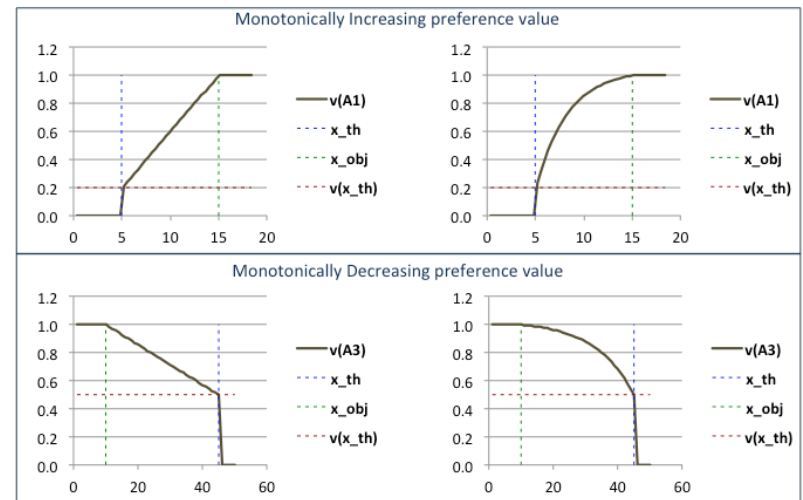 Monotonically Increasing preference value
1.2
1.0
0.8
0.6
0.4
0.2
0.0
0 5 10 15 20
v(A1)
x_th
x_obj
v(x_th)
1.2
1.0
0.8
0.6
0.4
0.2
0.0
0 5 10 15 20
v(A1)
x_th
x_obj
v(x_th)
Monotonically Decreasing preference value
1.2
1.0
0.8
0.6
0.4
0.2
0.0
0 20 40 60
v(A3)
x_th
x_obj
v(x_th)
1.2
1.0
0.8
0.6
0.4
0.2
0.0
0 20 40 60
v(A3)
x_th
x_obj
v(x_th)